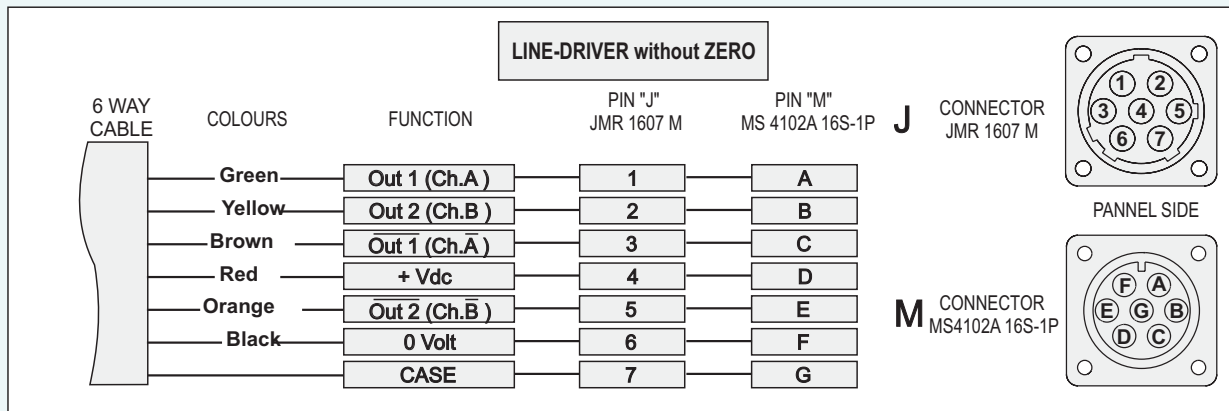 LINE-DRIVER without ZERO
6 WAY
CABLE
COLOURS
FUNCTION
PIN "J"
JMR 1607 M
PIN "M"
MS 4102A 16S-1P
Green Out 1 (Ch.A ) 1 A
Yellow Out 2 (Ch.B ) 2 B
Brown O̅u̅t̅ 1̅ (Ch.A̅ ) 3 C
Red + Vdc 4 D
Orange O̅u̅t̅ 2̅ (Ch.B̅ ) 5 E
Black 0 Volt 6 F
CASE 7 G
J
CONNECTOR
JMR 1607 M
1 2
3 4 5
6 7
PANNEL SIDE
M
CONNECTOR
MS4102A 16S-1P
F A
E G B
D C